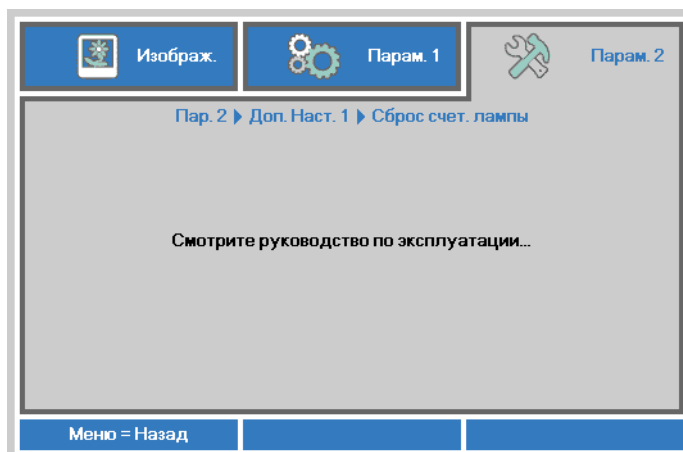 Изображ.
Парам. 1
Парам. 2
Пар. 2 ▶ Доп. Наст. 1 ▶ Сброс счет. лампы
Смотрите руководство по эксплуатации...
Меню = Назад